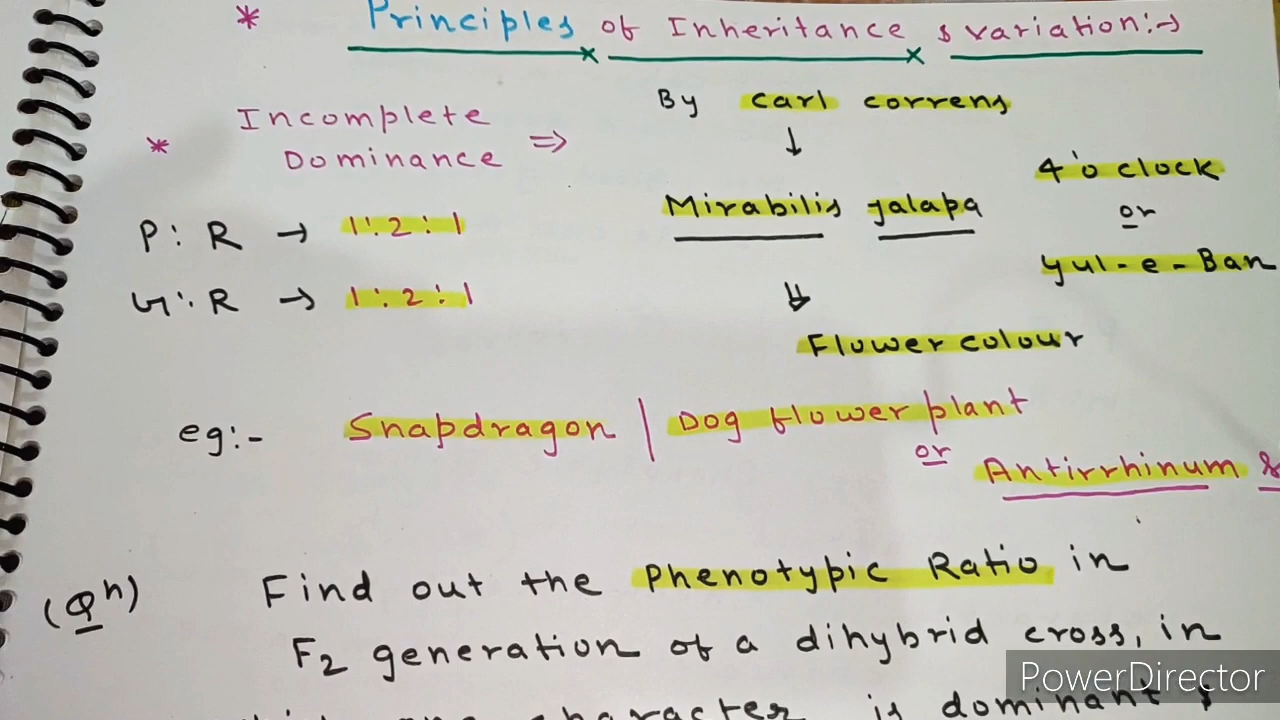 * Principles of Inheritance & variation:→
* Incomplete Dominance ⇒
By Carl Correns
↓
P:R → 1:2:1
Mirabilis jalapa
4'o clock
or
gul-e-Ban
G:R → 1:2:1
Flower colour
eg:- Snapdragon | Dog flower plant
or Antirrhinum
(Qn) Find out the Phenotypic Ratio in
F2 generation of a dihybrid cross, in
is dominant &
PowerDirector